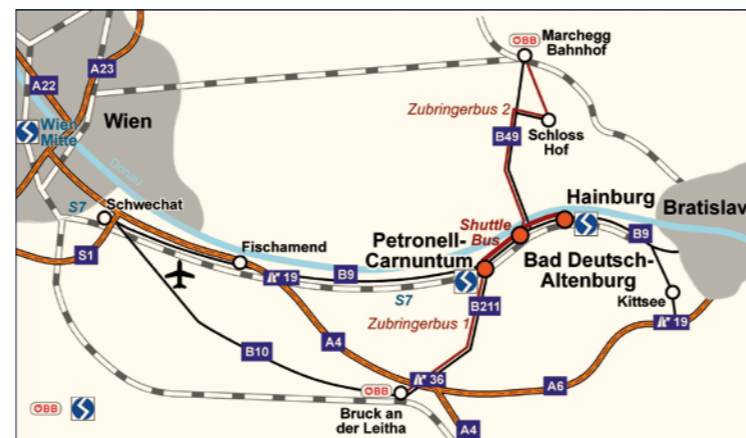 ÖBB
Marchegg
Bahnhof
A23
A22
Zubringerbus 2
Wien
Wien
Mitte
B49
Schloss
Hof
Donau
S7
Schwechat
Hainburg
Bratislav
Shuttle
Bus
Petronell-
Carnuntum
B9
Fischamend
S1
Bad Deutsch-
Altenburg
19
B9
S7
B211
Kittsee
Zubringerbus 1
19
A4
B10
36
A6
ÖBB
ÖBB
Bruck an
der Leitha
A4